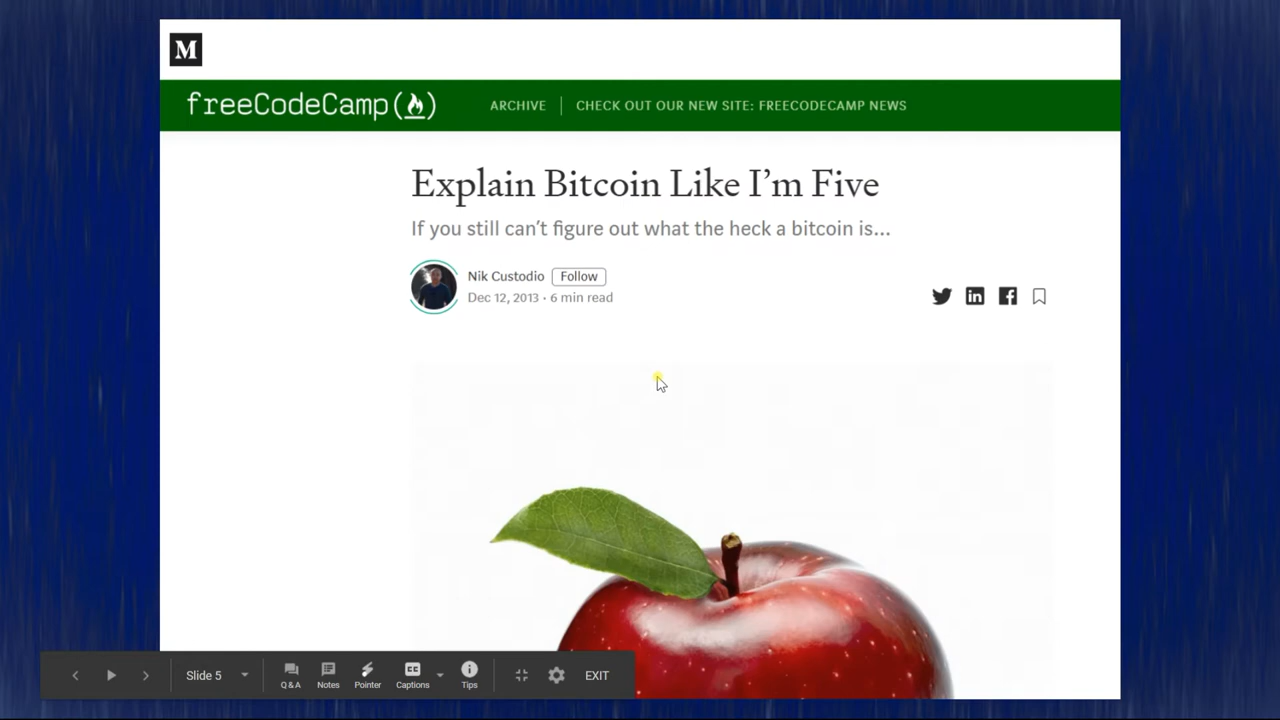 M
freeCodeCamp(🔥)
ARCHIVE
CHECK OUT OUR NEW SITE: FREECODECAMP NEWS
Explain Bitcoin Like I’m Five
If you still can’t figure out what the heck a bitcoin is…
Nik Custodio Follow
Dec 12, 2013 · 6 min read
Slide 5
Q & A
Notes
Pointer
CC
Captions
Tips
EXIT